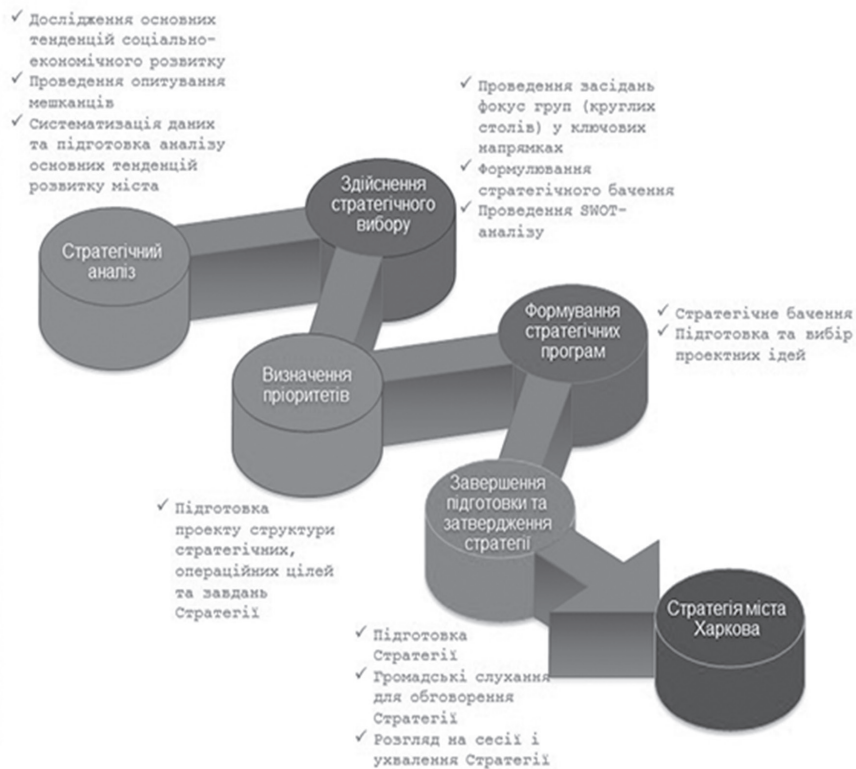 ✓ Дослідження основних
тенденцій соціально-
економічного розвитку
✓ Проведення опитування
мешканців
✓ Систематизація даних
та підготовка аналізу
основних тенденцій
розвитку міста
Стратегічний
аналіз
Здійснення
стратегічного
вибору
✓ Проведення засідань
фокус груп (круглих
столів) у ключових
напрямках
✓ Формулювання
стратегічного бачення
✓ Проведення SWOT-
аналізу
Визначення
пріоритетів
✓ Підготовка
проекту структури
стратегічних,
операційних цілей
та завдань
Стратегії
Формування
стратегічних
програм
✓ Стратегічне бачення
✓ Підготовка та вибір
проектних ідей
Завершення
підготовки та
затвердження
стратегії
✓ Підготовка
Стратегії
✓ Громадські слухання
для обговорення
Стратегії
✓ Розгляд на сесії і
ухвалення Стратегії
Стратегія міста
Харкова